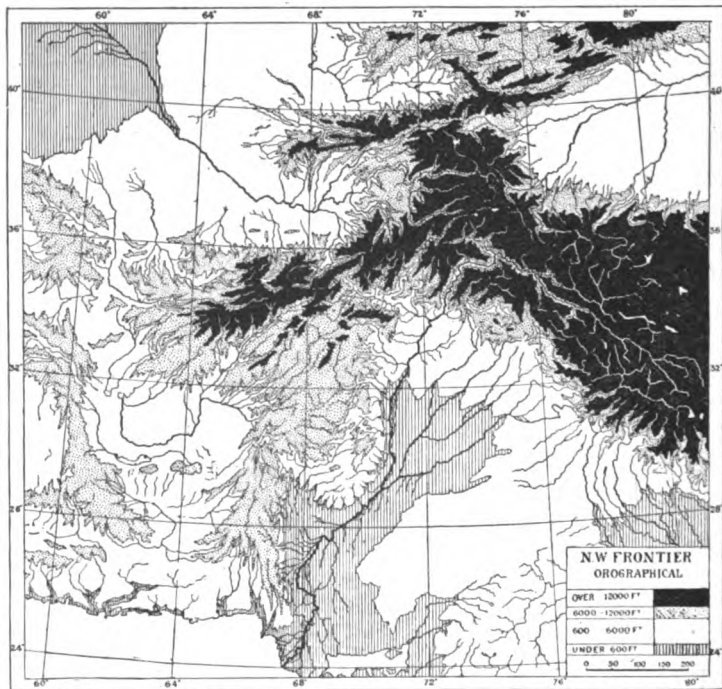 60° 64° 68° 72° 76° 80°
40°
36° 36°
32° 32°
28° 28°
24° 24°
60° 64° 68° 72° 76° 80°
N.W FRONTIER
OROGRAPHICAL
OVER 12000 FT
6000 - 12000 FT
600 6000 FT
UNDER 600 FT
0 50 100 150 200